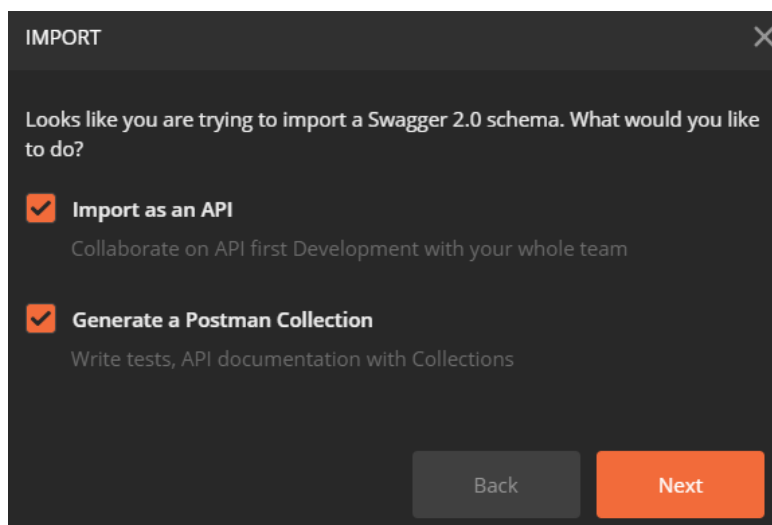 IMPORT
Looks like you are trying to import a Swagger 2.0 schema. What would you like
to do?
Import as an API
Collaborate on API first Development with your whole team
Generate a Postman Collection
Write tests, API documentation with Collections
Back
Next